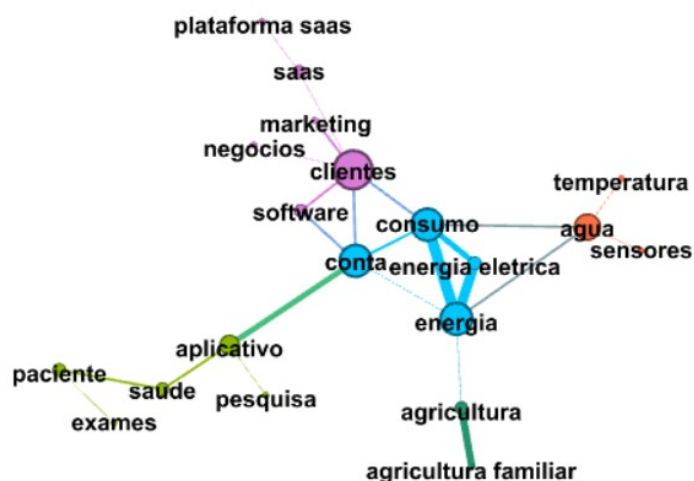 plataforma saas
saas
marketing
negócios
clientes
temperatura
software
consumo
agua
sensores
conta
energia eletrica
energia
aplicativo
paciente
saude
pesquisa
exames
agricultura
agricultura familiar